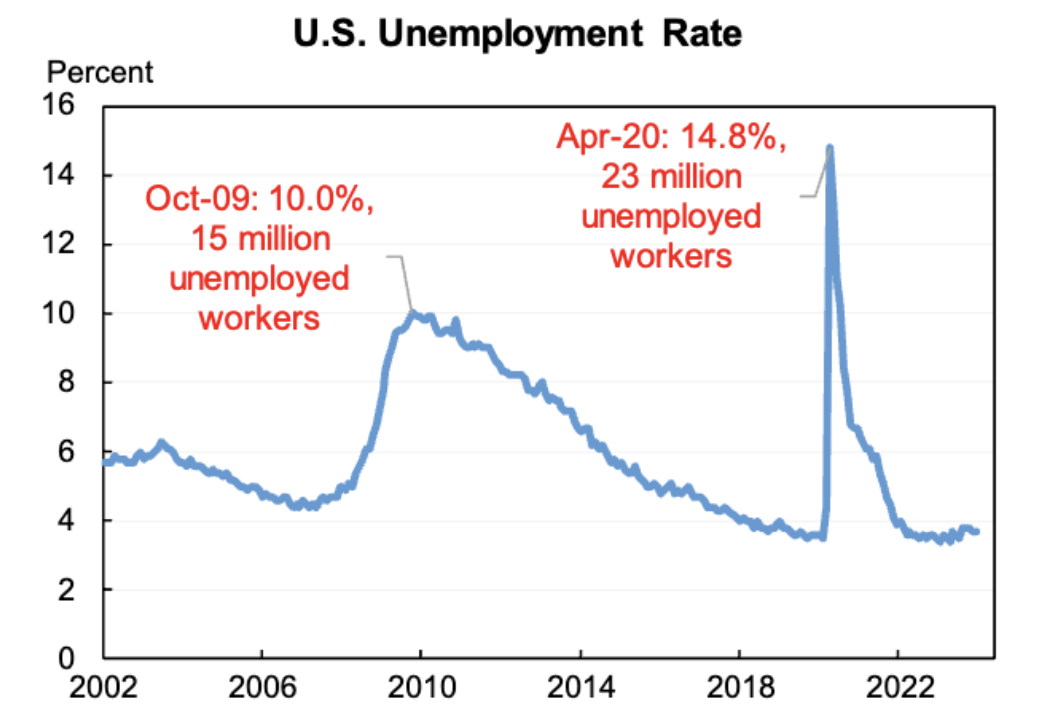 U.S. Unemployment Rate
Percent
16
14
12
10
8
6
4
2
0
Oct-09: 10.0%,
15 million
unemployed
workers
Apr-20: 14.8%,
23 million
unemployed
workers
2002 2006 2010 2014 2018 2022